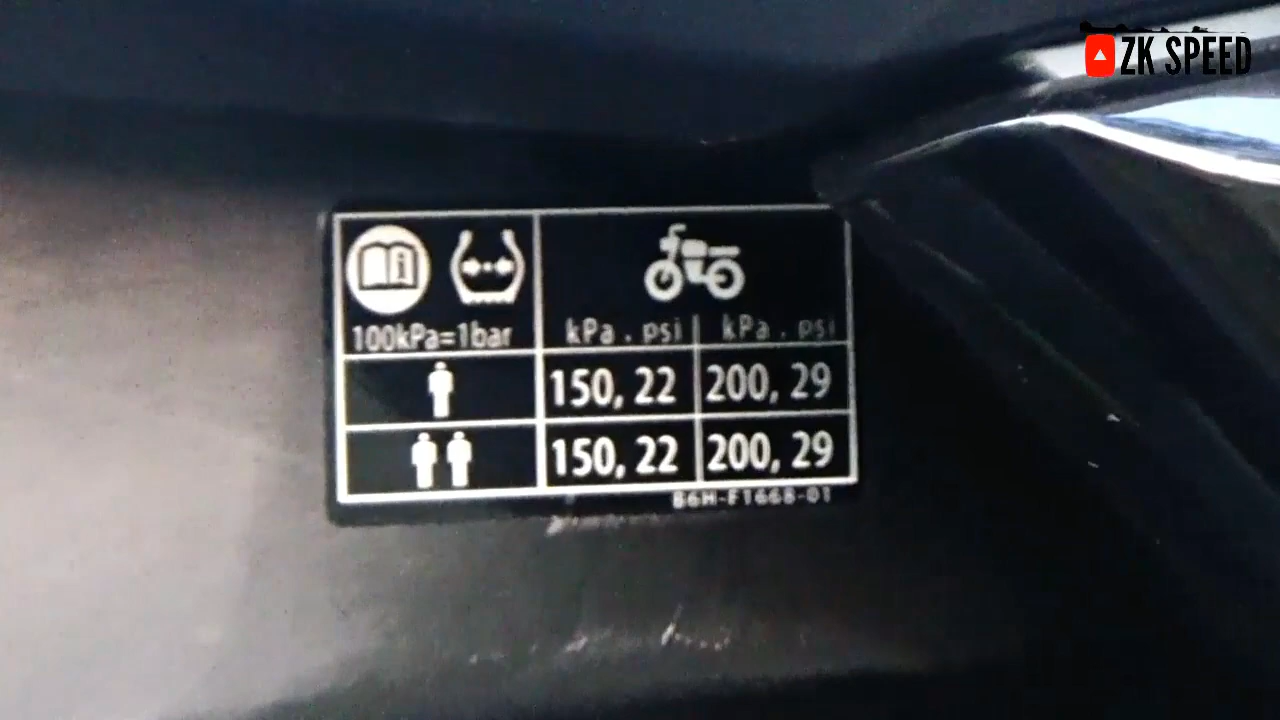 ZK SPEED
100kPa=1bar kPa . psi kPa . psi
150, 22 200, 29
150, 22 200, 29
B6H-F1668-01